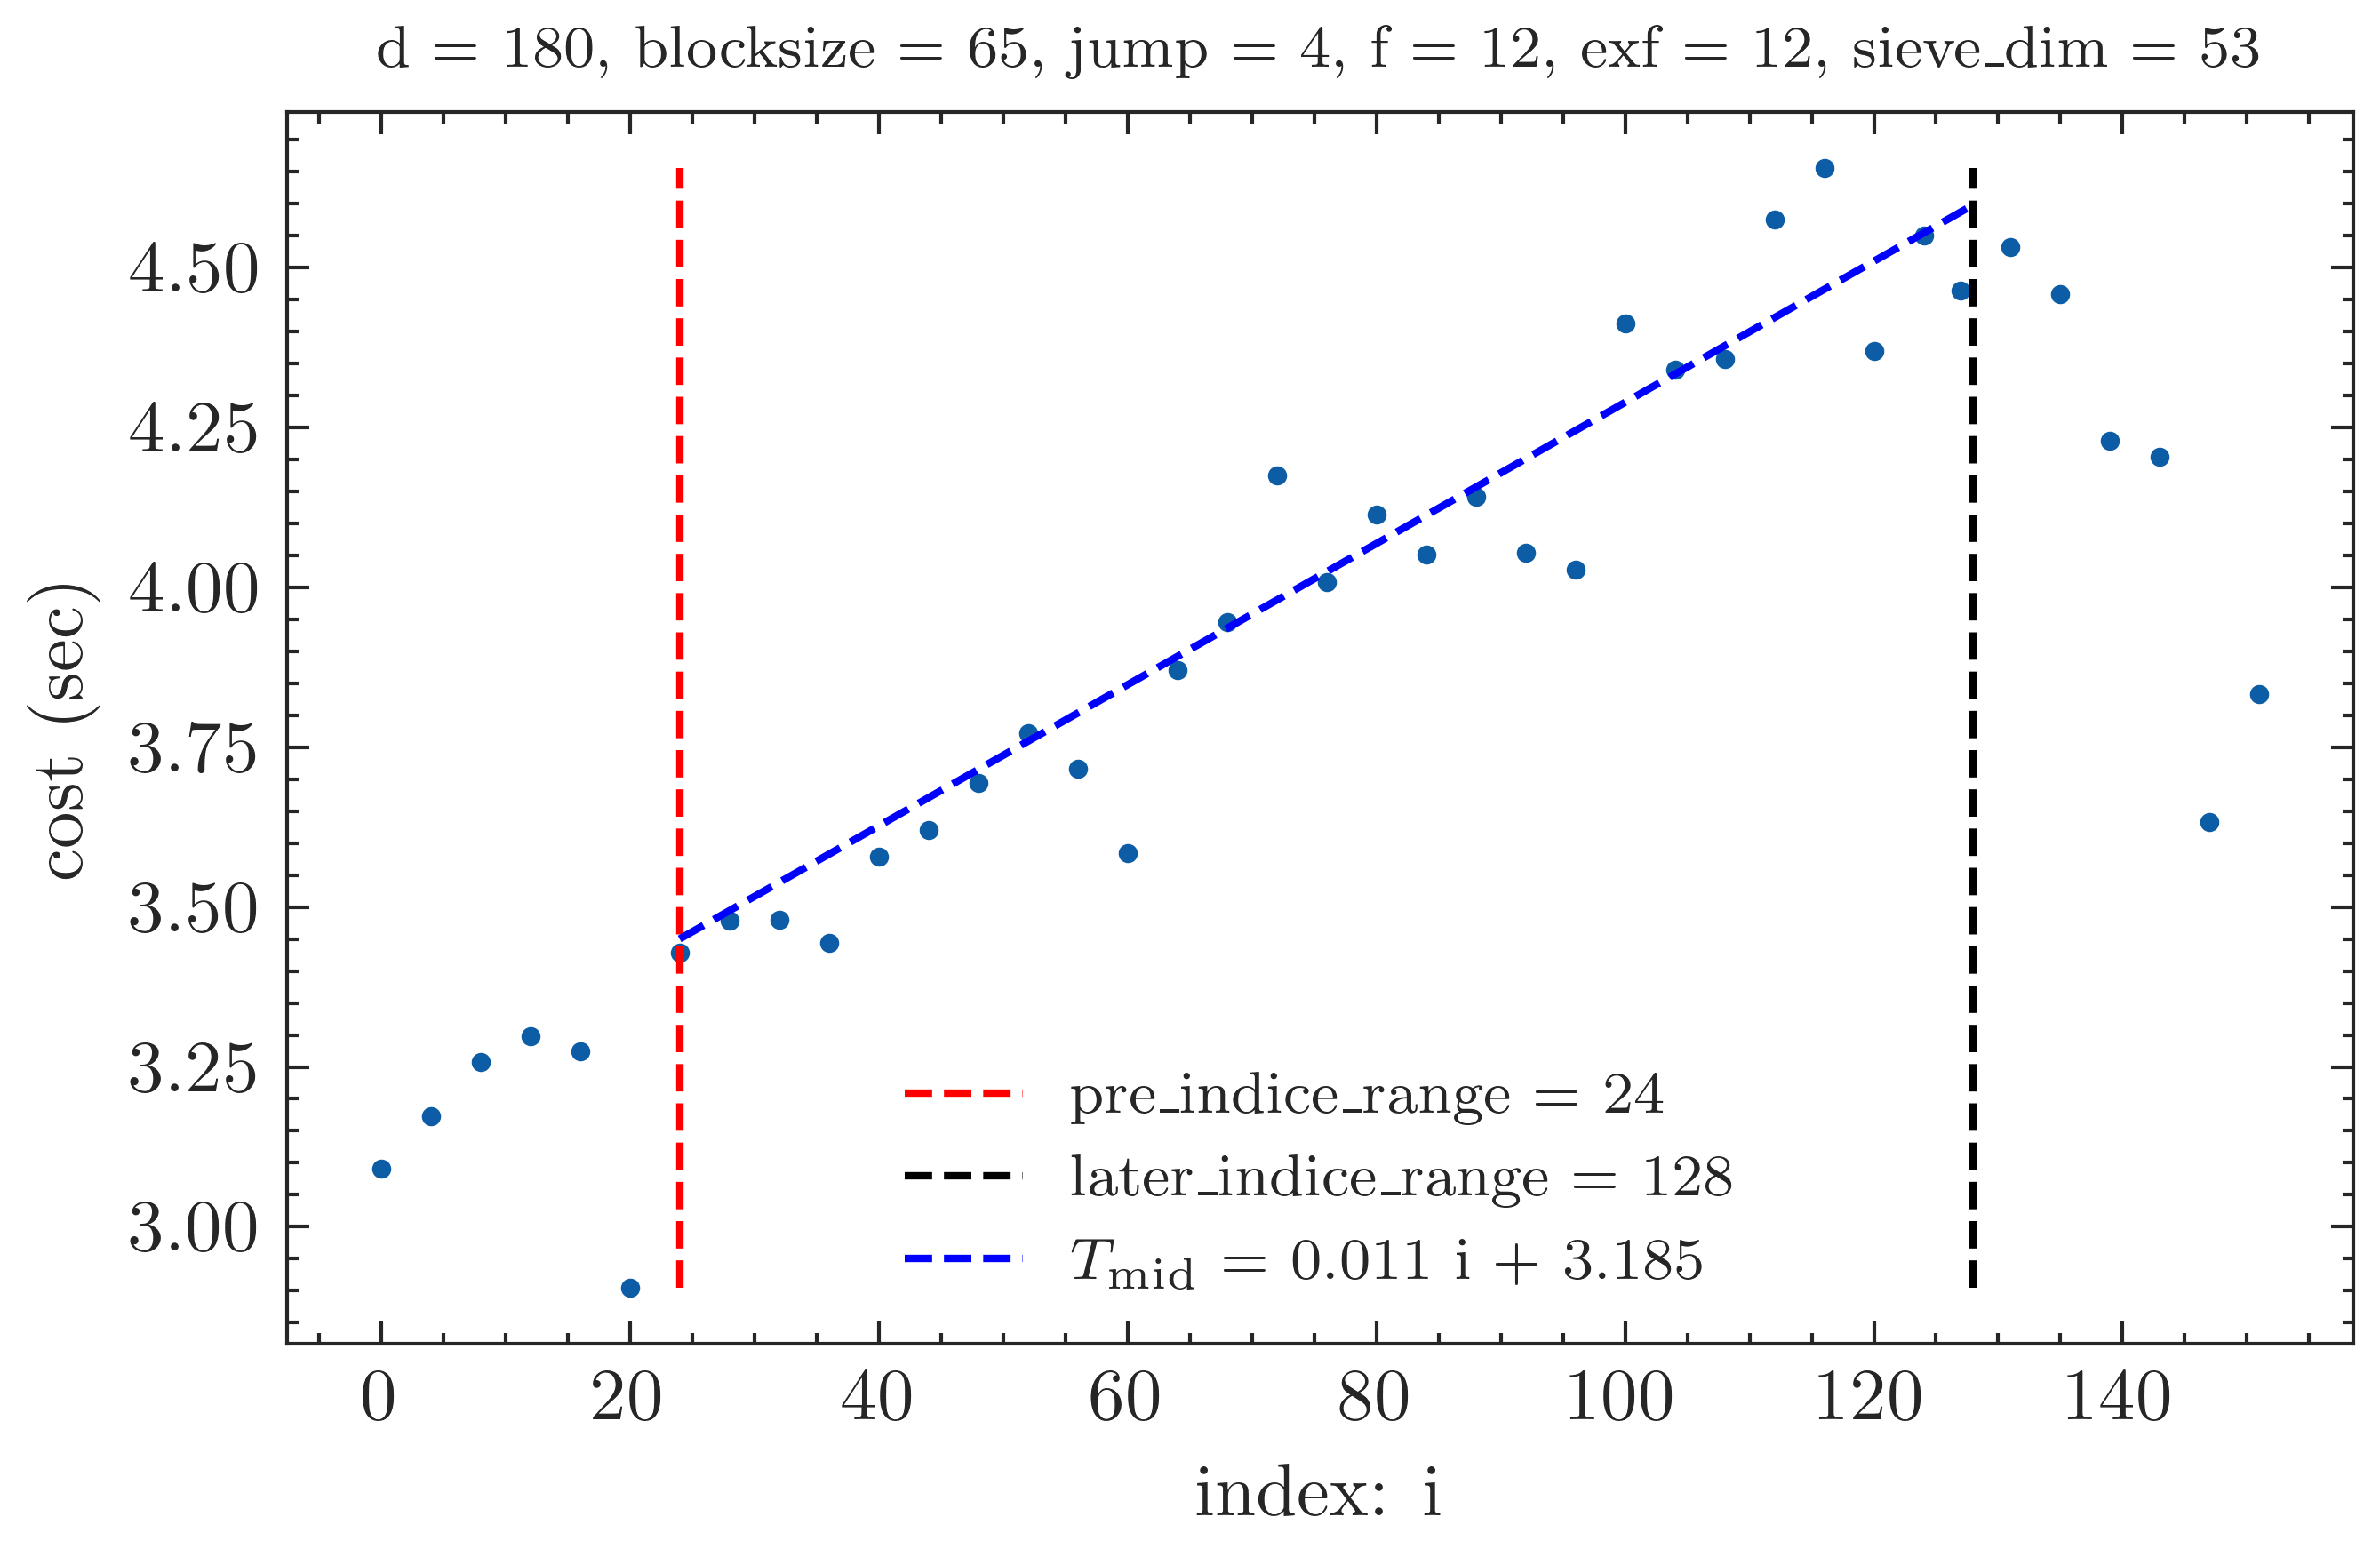 d = 180, blocksize = 65, jump = 4, f = 12, exf = 12, sieve_dim = 53
cost (sec)
4.50
4.25
4.00
3.75
3.50
3.25
3.00
pre_indice_range = 24
later_indice_range = 128
T_mid = 0.011 i + 3.185
0 20 40 60 80 100 120 140
index: i